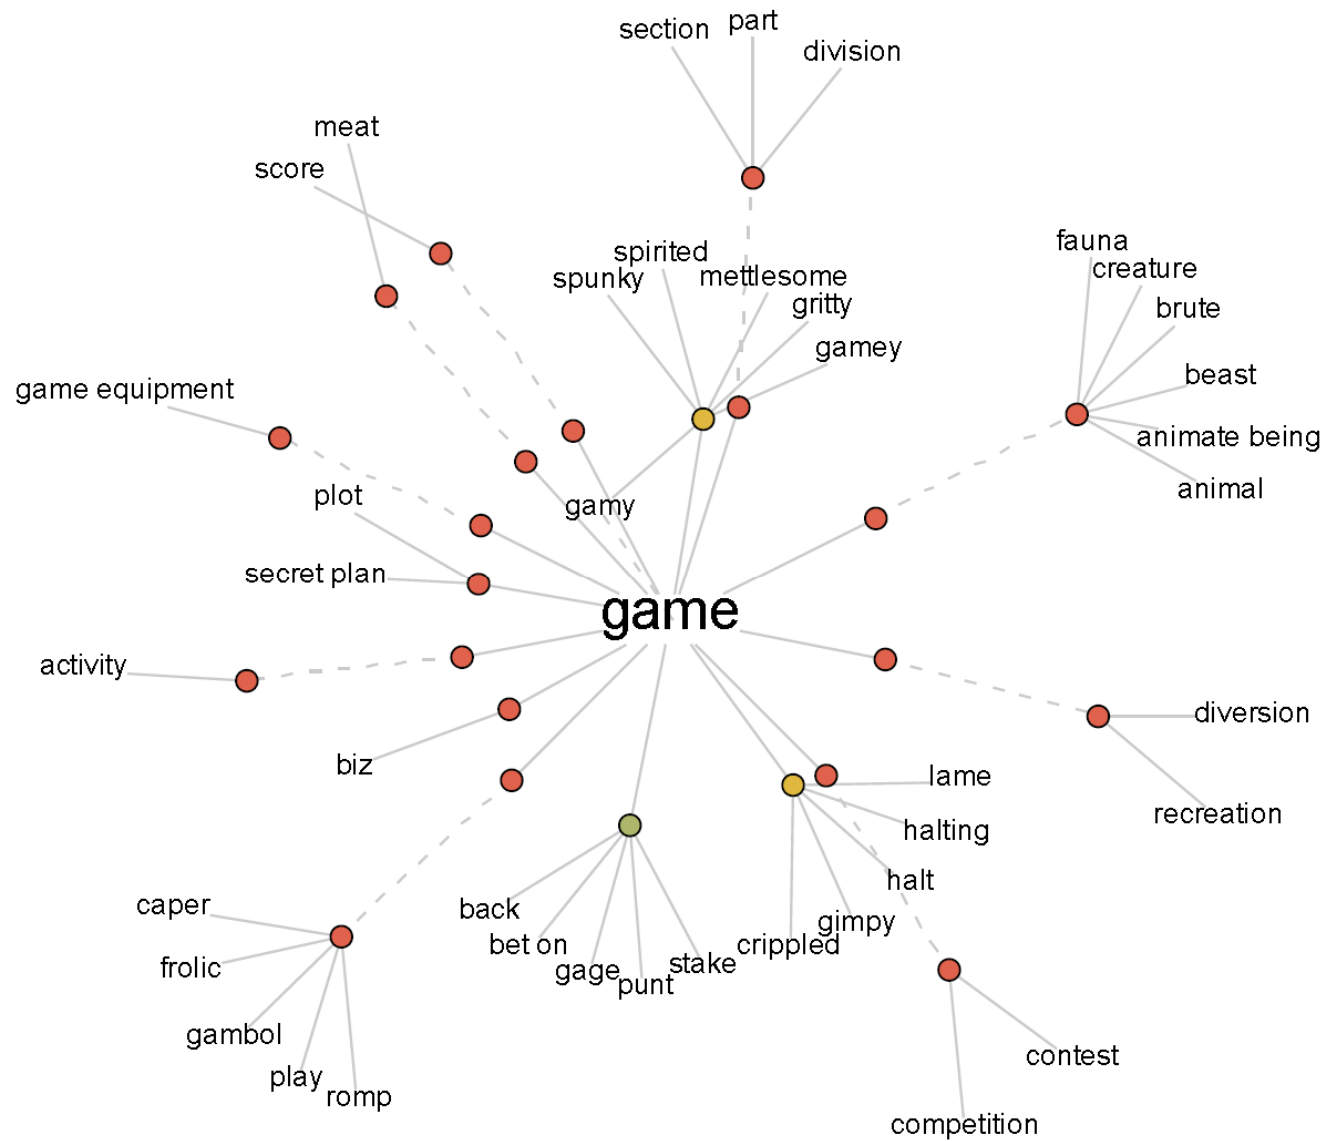 part
section
division
meat
score
fauna
spirited
creature
spunky
mettlesome
gritty
brute
gamey
beast
game equipment
animate being
plot
animal
gamy
secret plan
game
activity
diversion
biz
lame
recreation
halting
halt
caper
back
gimpy
bet on
crippled
frolic
gage
stake
punt
gambol
contest
play
romp
competition